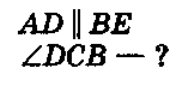 AD ∥ BE
∠DCB — ?